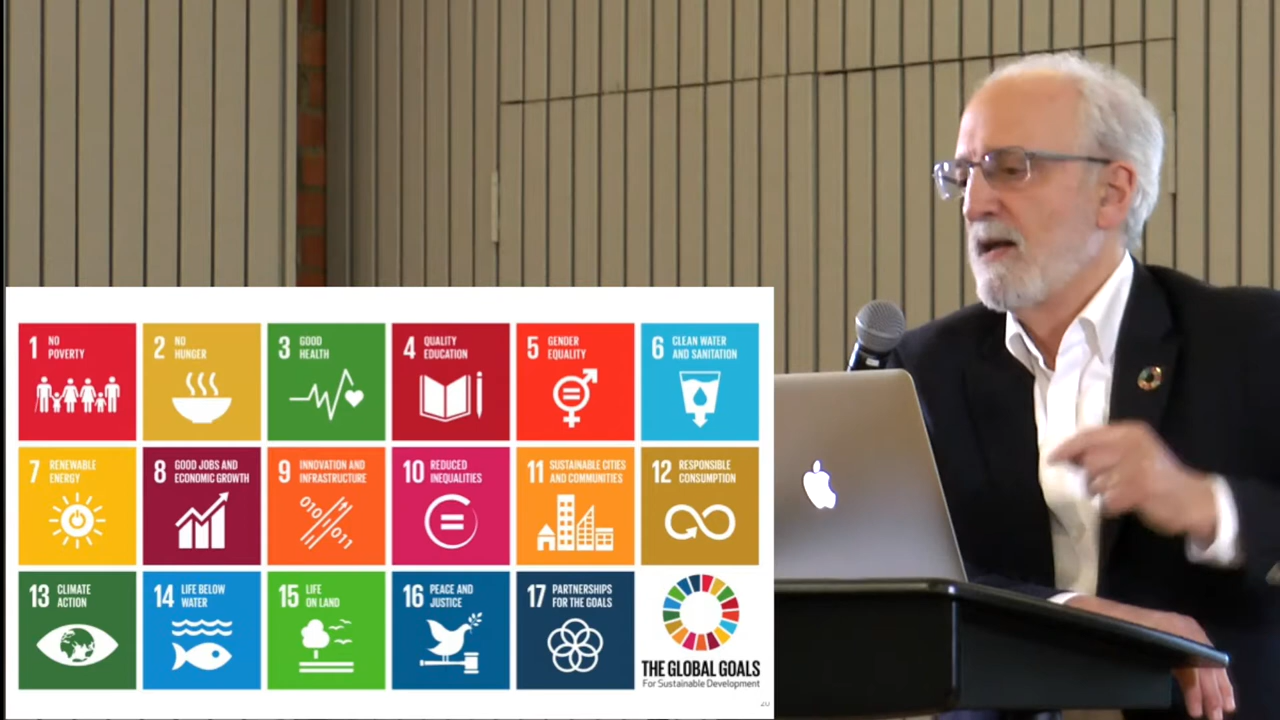 1 NO
POVERTY
2 NO
HUNGER
3 GOOD
HEALTH
4 QUALITY
EDUCATION
5 GENDER
EQUALITY
6 CLEAN WATER
AND SANITATION
7 RENEWABLE
ENERGY
8 GOOD JOBS AND
ECONOMIC GROWTH
9 INNOVATION AND
INFRASTRUCTURE
010
011
10 REDUCED
INEQUALITIES
11 SUSTAINABLE CITIES
AND COMMUNITIES
12 RESPONSIBLE
CONSUMPTION
13 CLIMATE
ACTION
14 LIFE BELOW
WATER
15 LIFE
ON LAND
16 PEACE AND
JUSTICE
17 PARTNERSHIPS
FOR THE GOALS
THE GLOBAL GOALS
For Sustainable Development
20